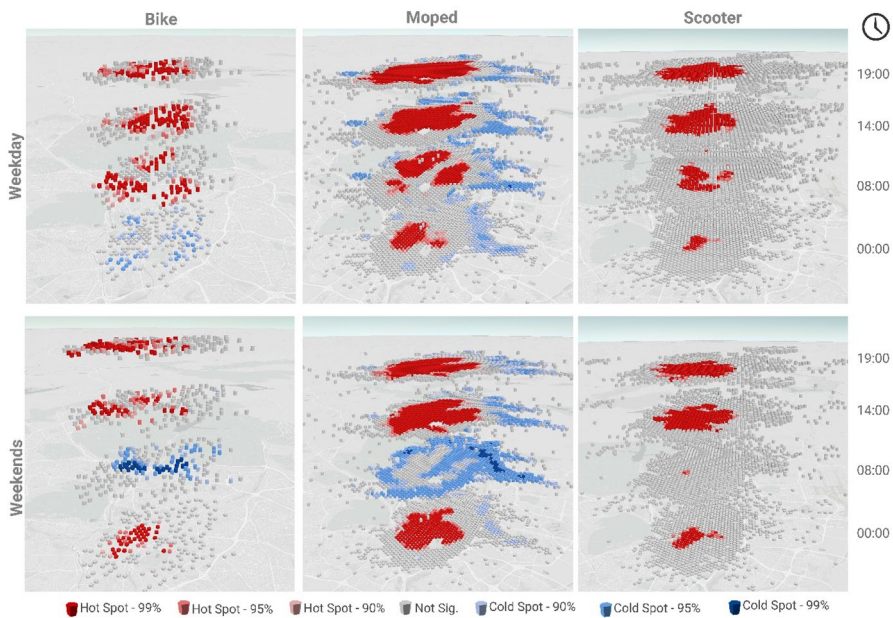 Bike Moped Scooter
Weekday
19:00
14:00
08:00
00:00
Weekends
19:00
14:00
08:00
00:00
Hot Spot - 99% Hot Spot - 95% Hot Spot - 90% Not Sig. Cold Spot - 90% Cold Spot - 95% Cold Spot - 99%